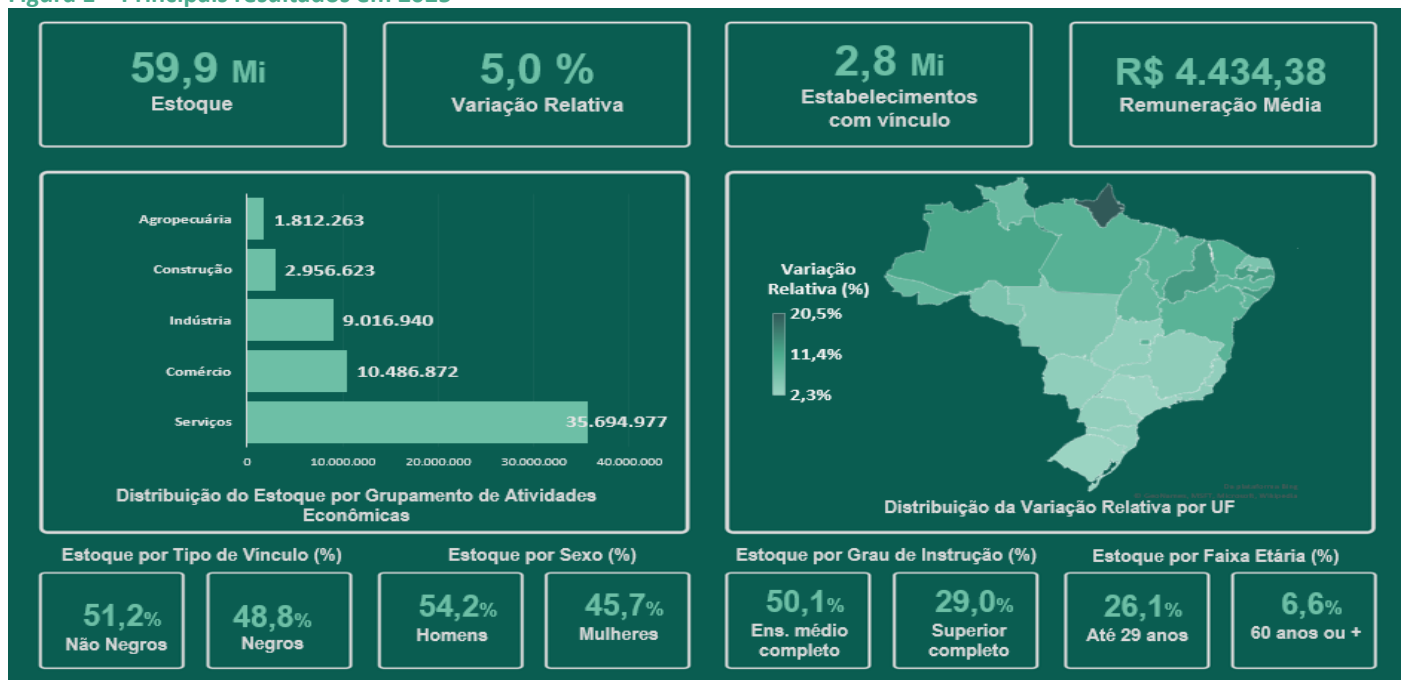 59,9 Mi
Estoque
5,0 %
Variação Relativa
2,8 Mi
Estabelecimentos
com vínculo
R$ 4.434,38
Remuneração Média
Agropecuária
1.812.263
Construção
2.956.623
Indústria
9.016.940
Comércio
10.486.872
Serviços
35.694.977
0
10.000.000
20.000.000
30.000.000
40.000.000
Distribuição do Estoque por Grupamento de Atividades
Econômicas
Variação
Relativa (%)
20,5%
11,4%
2,3%
Distribuição da Variação Relativa por UF
Estoque por Tipo de Vínculo (%)
51,2%
Não Negros
48,8%
Negros
Estoque por Sexo (%)
54,2%
Homens
45,7%
Mulheres
Estoque por Grau de Instrução (%)
50,1%
Ens. médio
completo
29,0%
Superior
completo
Estoque por Faixa Etária (%)
26,1%
Até 29 anos
6,6%
60 anos ou +